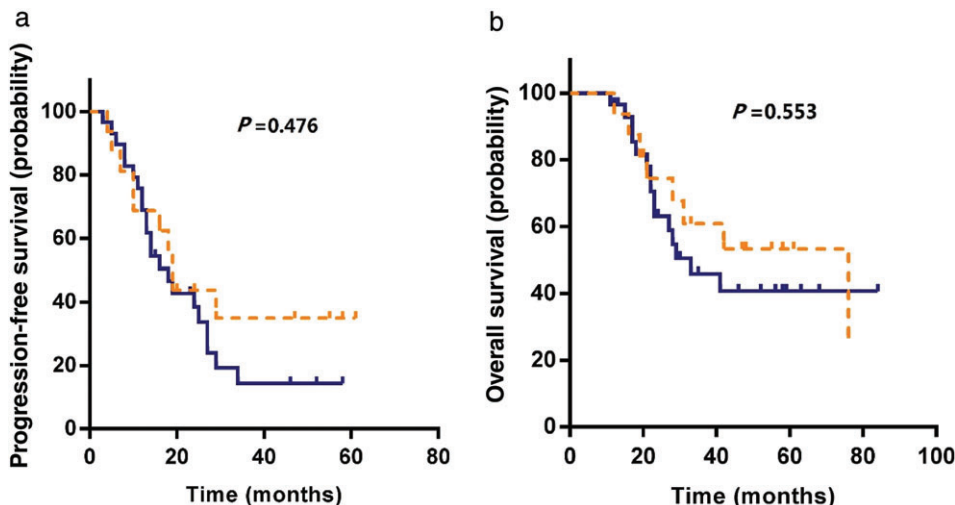 a
Progression-free survival (probability)
P=0.476
100
80
60
40
20
0
0 20 40 60 80
Time (months)
b
Overall survival (probability)
P=0.553
100
80
60
40
20
0
0 20 40 60 80 100
Time (months)